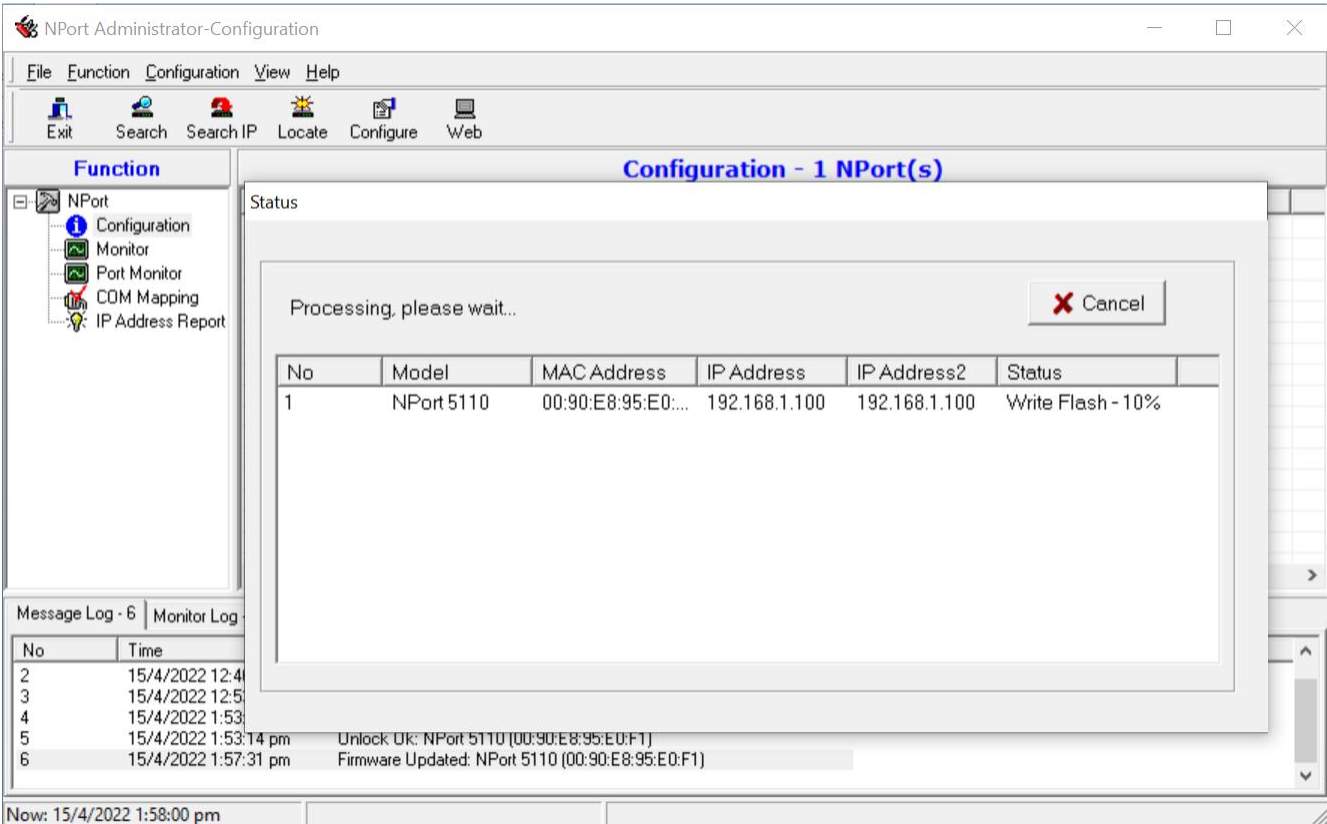 NPort Administrator-Configuration
File Function Configuration View Help
Exit Search Search IP Locate Configure Web
Function
Configuration - 1 NPort(s)
NPort
Configuration
Monitor
Port Monitor
COM Mapping
IP Address Report
Status
Processing, please wait...
Cancel
No Model MAC Address IP Address IP Address2 Status
1 NPort 5110 00:90:E8:95:E0:... 192.168.1.100 192.168.1.100 Write Flash - 10%
Message Log - 6 Monitor Log
No Time
2 15/4/2022
3 15/4/2022
4 15/4/2022
5 15/4/2022 1:53:14 pm Unlock Ok: NPort 5110 (00:90:E8:95:E0:F1)
6 15/4/2022 1:57:31 pm Firmware Updated: NPort 5110 (00:90:E8:95:E0:F1)
Now: 15/4/2022 1:58:00 pm